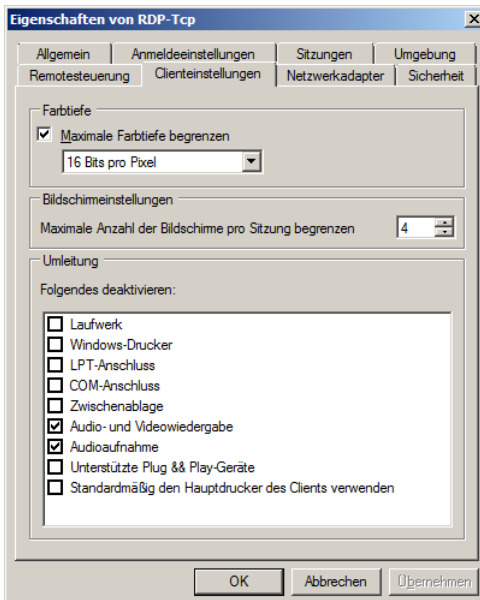 Eigenschaften von RDP-Tcp
Allgemein Anmeldeeinstellungen Sitzungen Umgebung
Remotesteuerung Clienteinstellungen Netzwerkadapter Sicherheit
Farbtiefe
Maximale Farbtiefe begrenzen
16 Bits pro Pixel
Bildschirmeinstellungen
Maximale Anzahl der Bildschirme pro Sitzung begrenzen 4
Umleitung
Folgendes deaktivieren:
Laufwerk
Windows-Drucker
LPT-Anschluss
COM-Anschluss
Zwischenablage
Audio- und Videowiedergabe
Audioaufnahme
Unterstützte Plug && Play-Geräte
Standardmäßig den Hauptdrucker des Clients verwenden
OK Abbrechen Übernehmen